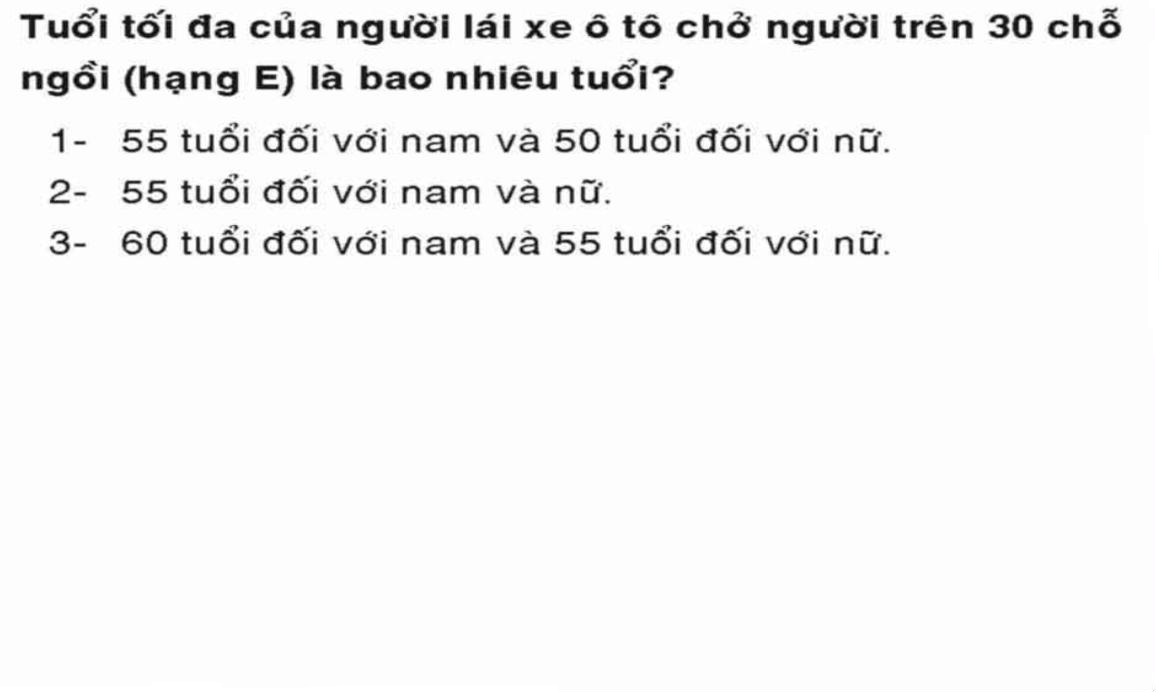 Tuổi tối đa của người lái xe ô tô chở người trên 30 chỗ
ngồi (hạng E) là bao nhiêu tuổi?
1- 55 tuổi đối với nam và 50 tuổi đối với nữ.
2- 55 tuổi đối với nam và nữ.
3- 60 tuổi đối với nam và 55 tuổi đối với nữ.